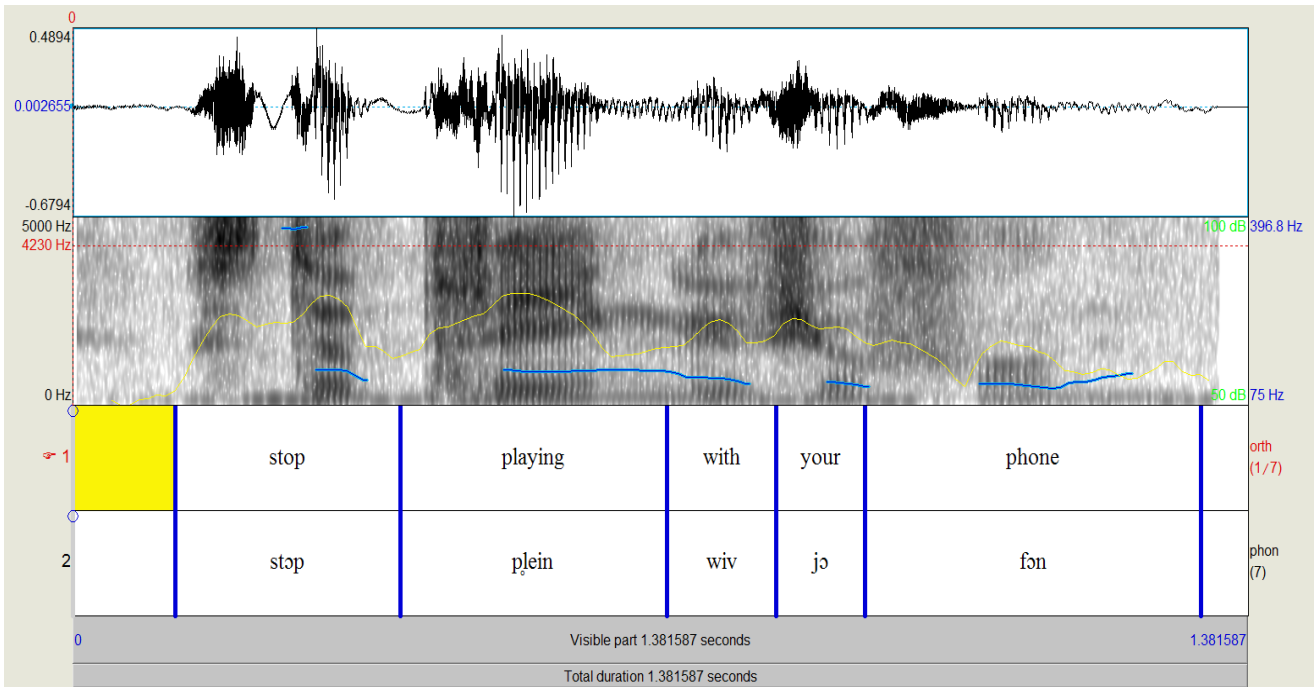 0
0.4894
0.002655
-0.6794
5000 Hz 100 dB 396.8 Hz
4230 Hz
0 Hz 50 dB 75 Hz
☞ 1 stop playing with your phone orth
(1/7)
2 stɔp pl̥ein wiv jɔ fɔn phon
(7)
0 Visible part 1.381587 seconds 1.381587
Total duration 1.381587 seconds